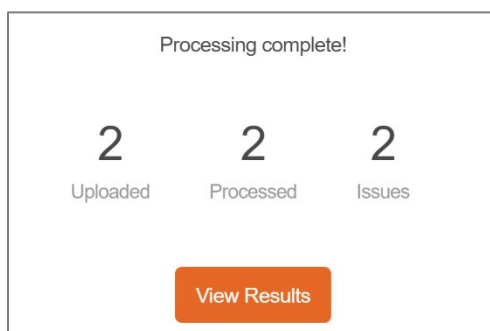 Processing complete!
2 2 2
Uploaded Processed Issues
View Results